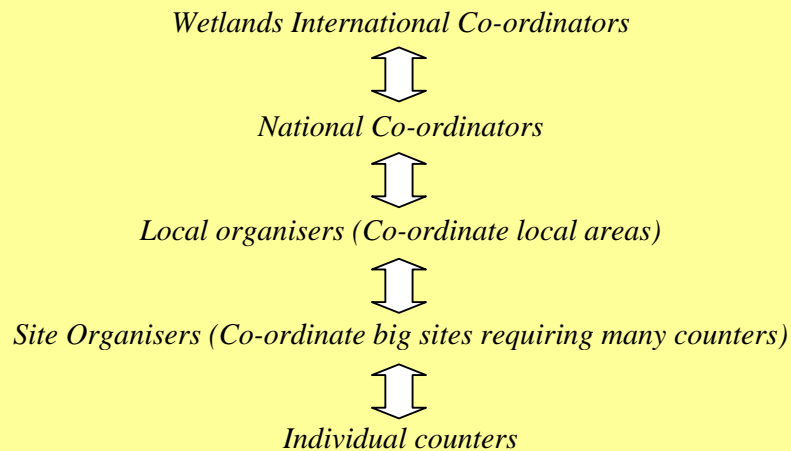 Wetlands International Co-ordinators
National Co-ordinators
Local organisers (Co-ordinate local areas)
Site Organisers (Co-ordinate big sites requiring many counters)
Individual counters